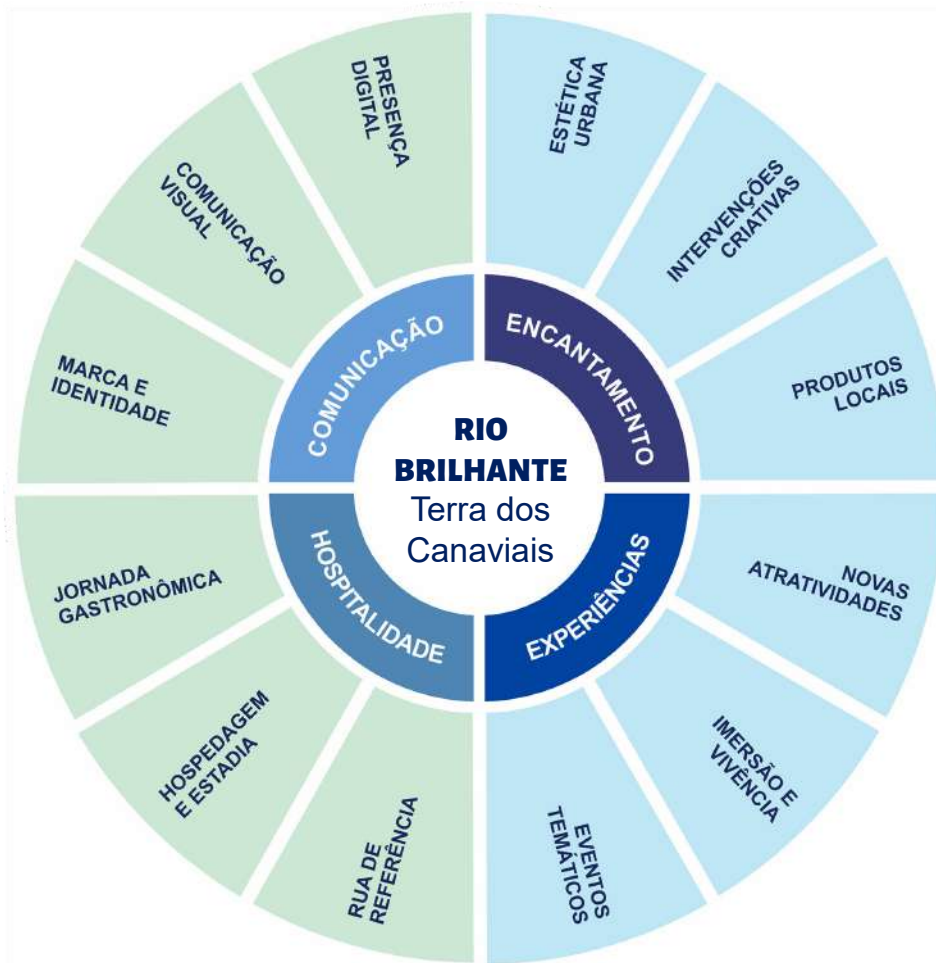 PRESENÇA
DIGITAL
ESTÉTICA
URBANA
COMUNICAÇÃO
VISUAL
INTERVENÇÕES
CRIATIVAS
MARCA E
IDENTIDADE
PRODUTOS
LOCAIS
COMUNICAÇÃO
ENCANTAMENTO
RIO
BRILHANTE
Terra dos
Canaviais
HOSPITALIDADE
EXPERIÊNCIAS
JORNADA
GASTRONÔMICA
NOVAS
ATRATIVIDADES
HOSPEDAGEM
E ESTADIA
IMERSÃO E
VIVÊNCIA
RUA DE
REFERÊNCIA
EVENTOS
TEMÁTICOS